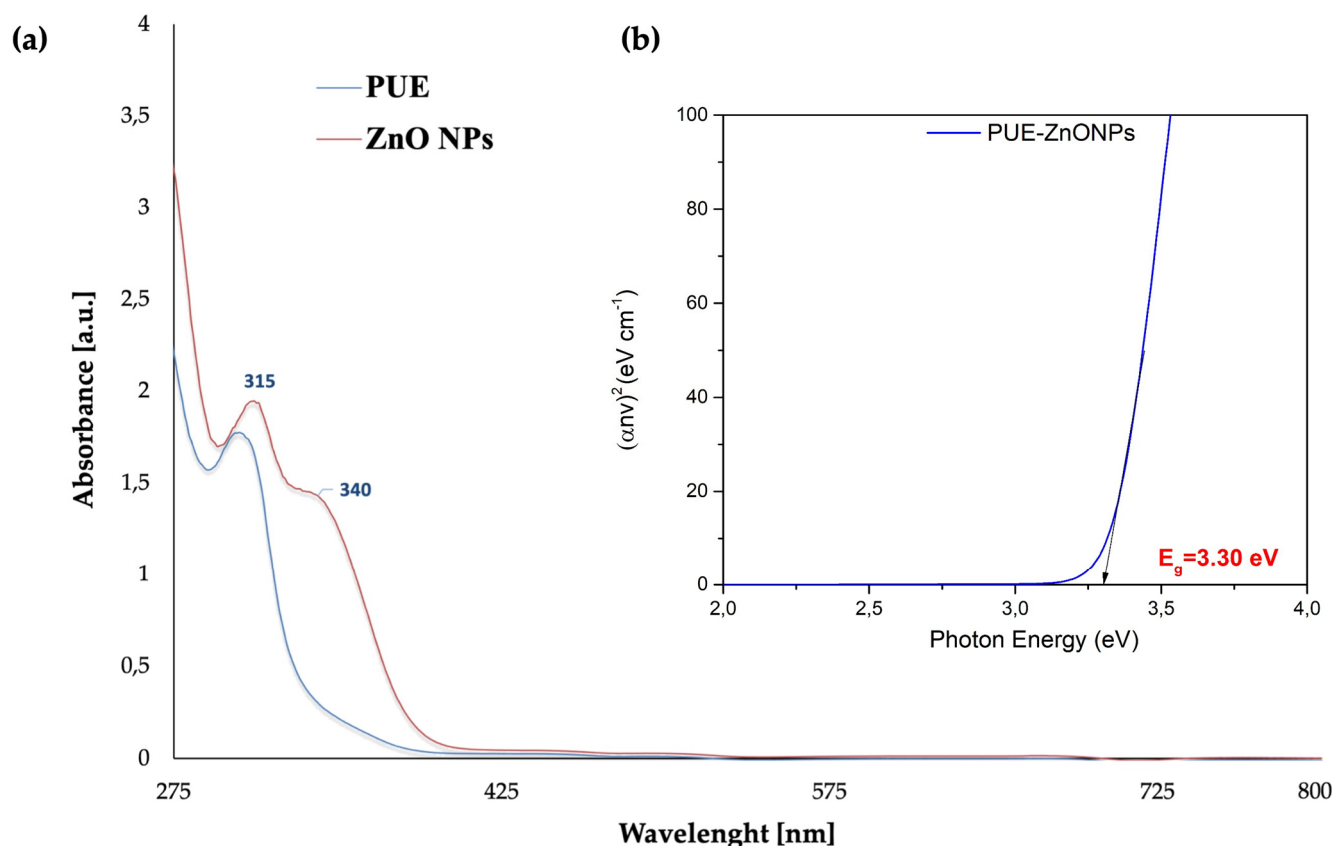 (a)
4
3,5
3
2,5
2
1,5
1
0,5
0
Absorbance [a.u.]
PUE
ZnO NPs
315
340
275
425
575
725
800
Wavelenght [nm]
(b)
100
80
60
40
20
0
(αnν)² (eV cm⁻¹)
PUE-ZnONPs
E_g=3.30 eV
2,0
2,5
3,0
3,5
4,0
Photon Energy (eV)